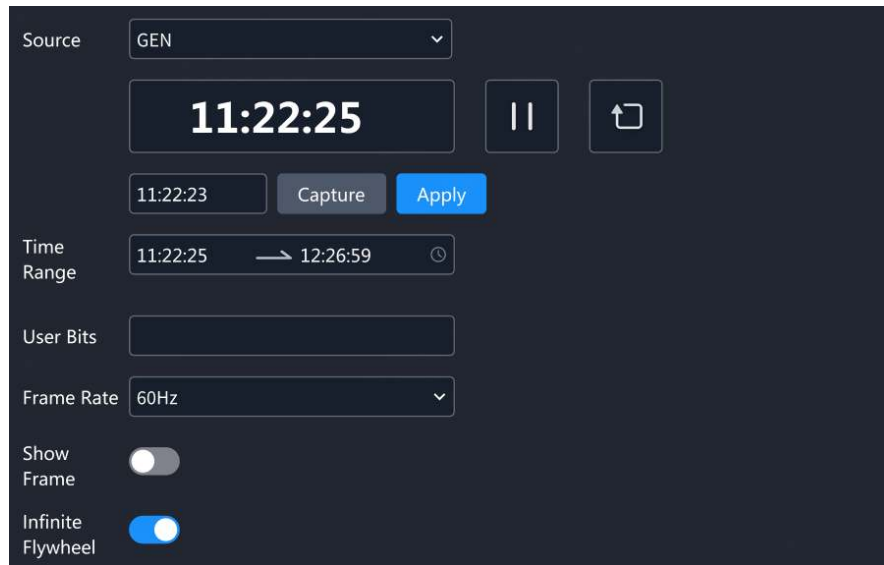 Source GEN
11:22:25
11:22:23 Capture Apply
Time
Range
11:22:25 12:26:59
User Bits
Frame Rate 60Hz
Show
Frame
Infinite
Flywheel